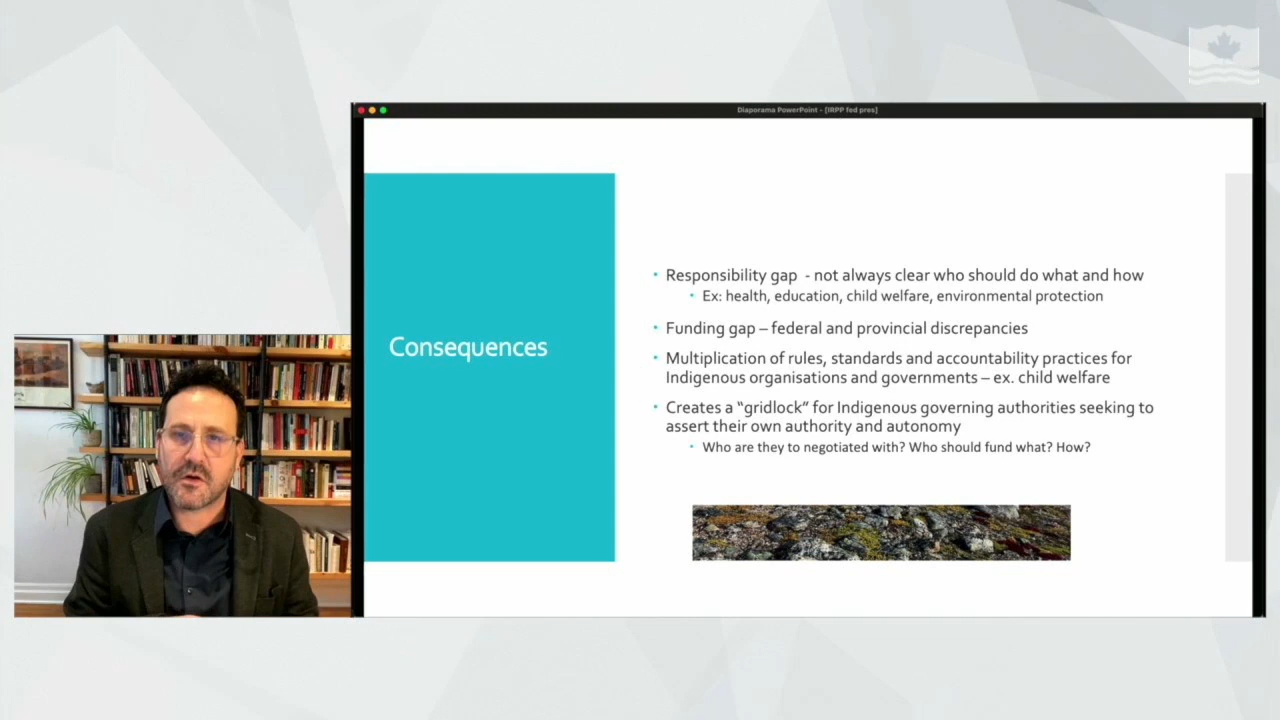 Diaporama PowerPoint - [IRPP fed pres]
Consequences
• Responsibility gap - not always clear who should do what and how
• Ex: health, education, child welfare, environmental protection
• Funding gap – federal and provincial discrepancies
• Multiplication of rules, standards and accountability practices for
Indigenous organisations and governments – ex. child welfare
• Creates a “gridlock” for Indigenous governing authorities seeking to
assert their own authority and autonomy
• Who are they to negotiated with? Who should fund what? How?